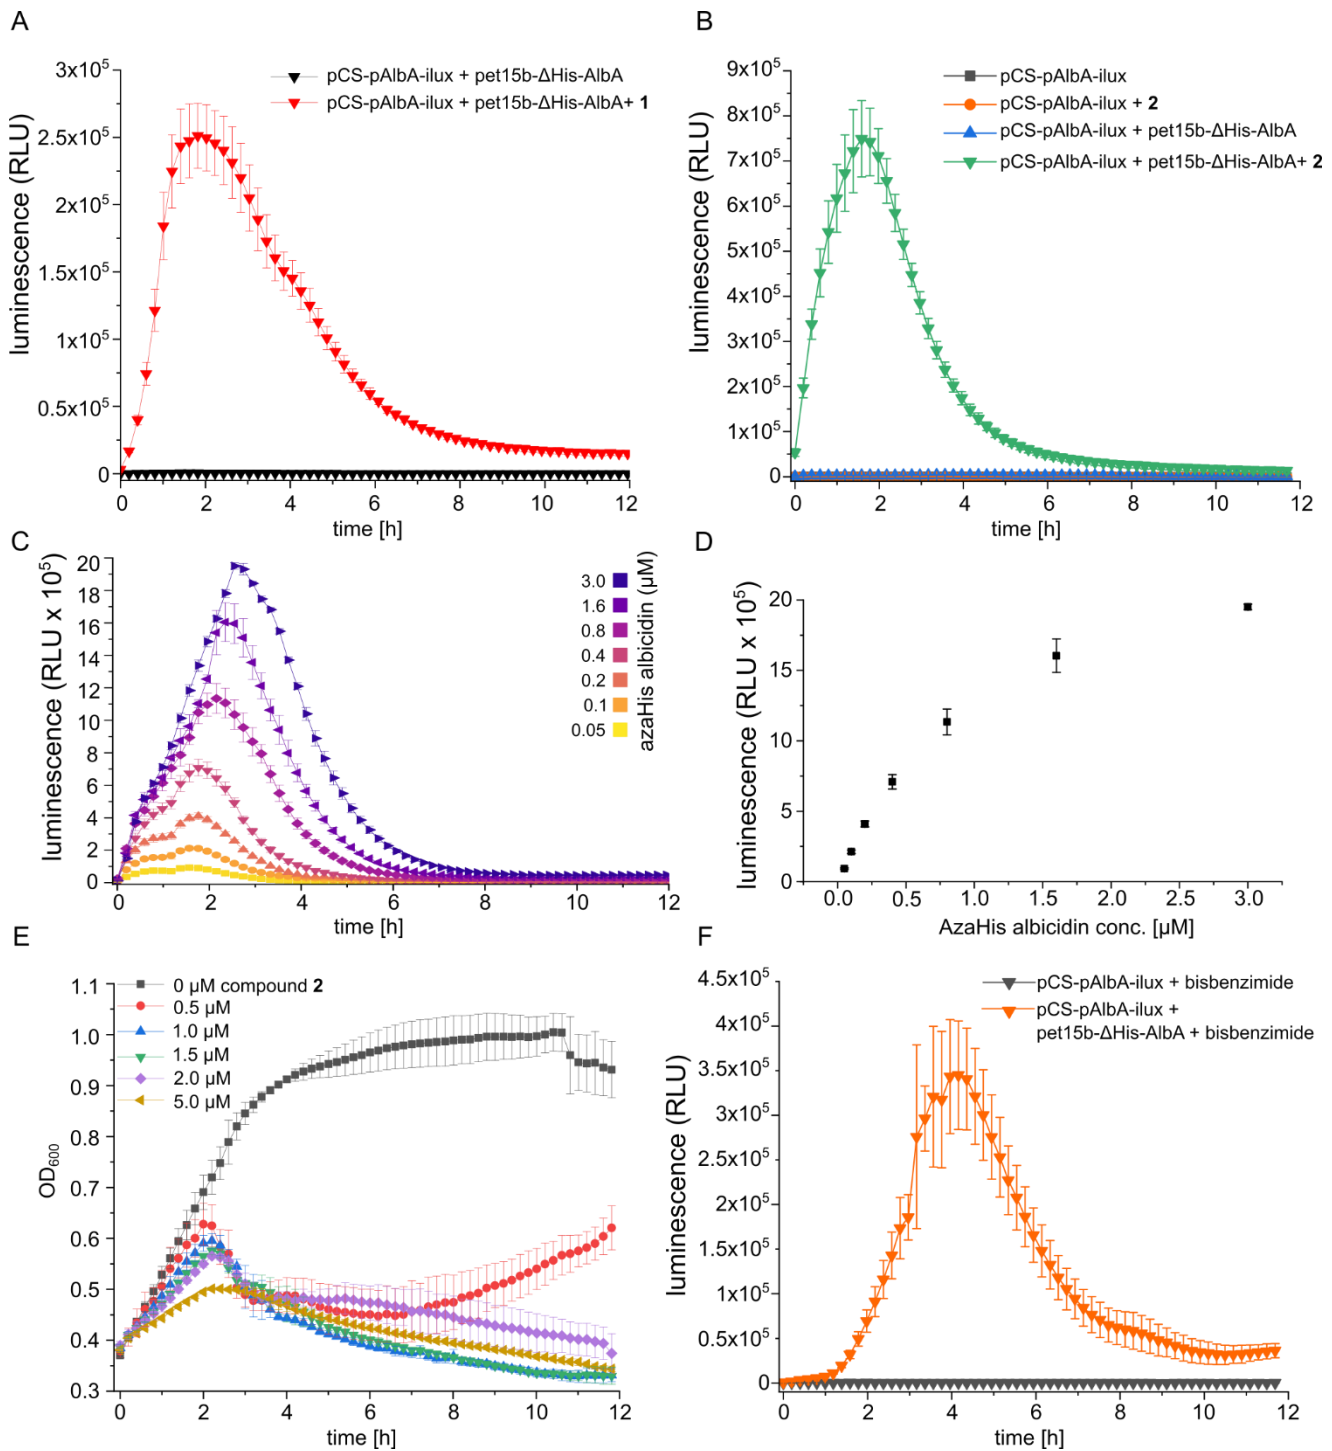 A
3x10⁵
2.5x10⁵
2x10⁵
1.5x10⁵
1x10⁵
0.5x10⁵
0
luminescence (RLU)
0 2 4 6 8 10 12
time [h]
pCS-pAlbA-ilux + pet15b-ΔHis-AlbA
pCS-pAlbA-ilux + pet15b-ΔHis-AlbA+ 1
B
9x10⁵
8x10⁵
7x10⁵
6x10⁵
5x10⁵
4x10⁵
3x10⁵
2x10⁵
1x10⁵
0
luminescence (RLU)
0 2 4 6 8 10 12
time [h]
pCS-pAlbA-ilux
pCS-pAlbA-ilux + 2
pCS-pAlbA-ilux + pet15b-ΔHis-AlbA
pCS-pAlbA-ilux + pet15b-ΔHis-AlbA+ 2
C
20
18
16
14
12
10
8
6
4
2
0
luminescence (RLU x 10⁵)
0 2 4 6 8 10 12
time [h]
3.0
1.6
0.8
0.4
0.2
0.1
0.05
azaHis albicidin (µM)
D
20
15
10
5
0
luminescence (RLU x 10⁵)
0.0 0.5 1.0 1.5 2.0 2.5 3.0
AzaHis albicidin conc. [µM]
E
1.1
1.0
0.9
0.8
0.7
0.6
0.5
0.4
0.3
OD₆₀₀
0 2 4 6 8 10 12
time [h]
0 µM compound 2
0.5 µM
1.0 µM
1.5 µM
2.0 µM
5.0 µM
F
4.5x10⁵
4x10⁵
3.5x10⁵
3x10⁵
2.5x10⁵
2x10⁵
1.5x10⁵
1x10⁵
0.5x10⁵
0
luminescence (RLU)
0 2 4 6 8 10 12
time [h]
pCS-pAlbA-ilux + bisbenzimide
pCS-pAlbA-ilux +
pet15b-ΔHis-AlbA + bisbenzimide